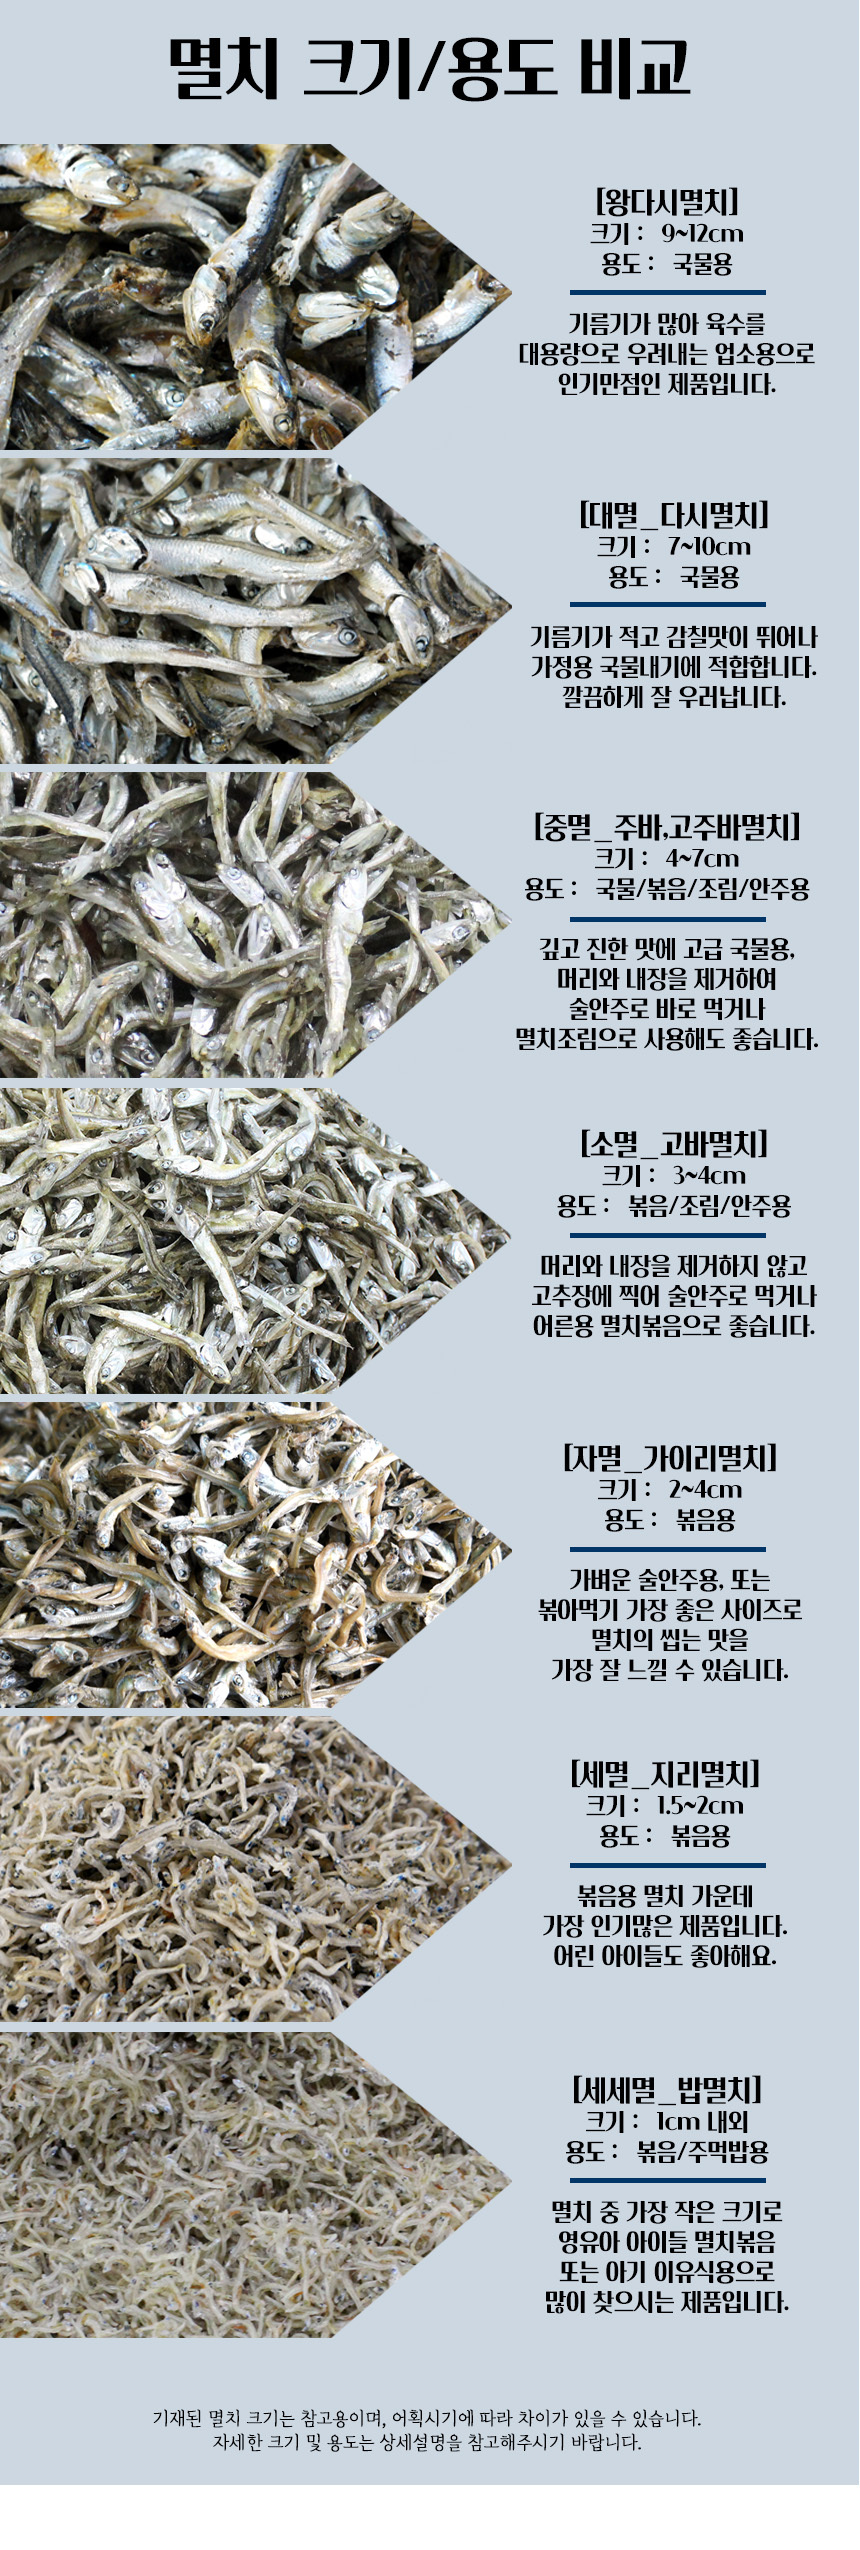 멸치 크기/용도 비교
[왕다시멸치]
크기 : 9~12cm
용도 : 국물용
기름기가 많아 육수를
대용량으로 우려내는 업소용으로
인기만점인 제품입니다.
[대멸_다시멸치]
크기 : 7~10cm
용도 : 국물용
기름기가 적고 감칠맛이 뛰어나
가정용 국물내기에 적합합니다.
깔끔하게 잘 우러납니다.
[중멸_주바,고주바멸치]
크기 : 4~7cm
용도 : 국물/볶음/조림/안주용
깊고 진한 맛에 고급 국물용,
머리와 내장을 제거하여
술안주로 바로 먹거나
멸치조림으로 사용해도 좋습니다.
[소멸_고바멸치]
크기 : 3~4cm
용도 : 볶음/조림/안주용
머리와 내장을 제거하지 않고
고추장에 찍어 술안주로 먹거나
어른용 멸치볶음으로 좋습니다.
[자멸_가이리멸치]
크기 : 2~4cm
용도 : 볶음용
가벼운 술안주용, 또는
볶아먹기 가장 좋은 사이즈로
멸치의 씹는 맛을
가장 잘 느낄 수 있습니다.
[세멸_지리멸치]
크기 : 1.5~2cm
용도 : 볶음용
볶음용 멸치 가운데
가장 인기많은 제품입니다.
어린 아이들도 좋아해요.
[세세멸_밥멸치]
크기 : 1cm 내외
용도 : 볶음/주먹밥용
멸치 중 가장 작은 크기로
영유아 아이들 멸치볶음
또는 아기 이유식용으로
많이 찾으시는 제품입니다.
기재된 멸치 크기는 참고용이며, 어획시기에 따라 차이가 있을 수 있습니다.
자세한 크기 및 용도는 상세설명을 참고해주시기 바랍니다.